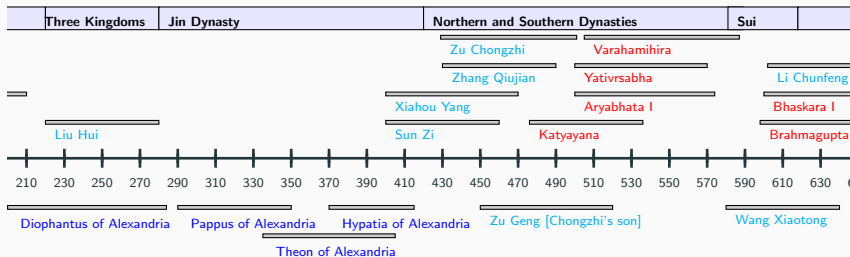 Three Kingdoms Jin Dynasty Northern and Southern Dynasties Sui
Zu Chongzhi Varahamihira
Zhang Qiujian Yativrsabha Li Chunfeng
Xiahou Yang Aryabhata I Bhaskara I
Liu Hui Sun Zi Katyayana Brahmagupta
210 230 250 270 290 310 330 350 370 390 410 430 450 470 490 510 530 550 570 590 610 630
Diophantus of Alexandria Pappus of Alexandria Hypatia of Alexandria Zu Geng [Chongzhi's son] Wang Xiaotong
Theon of Alexandria